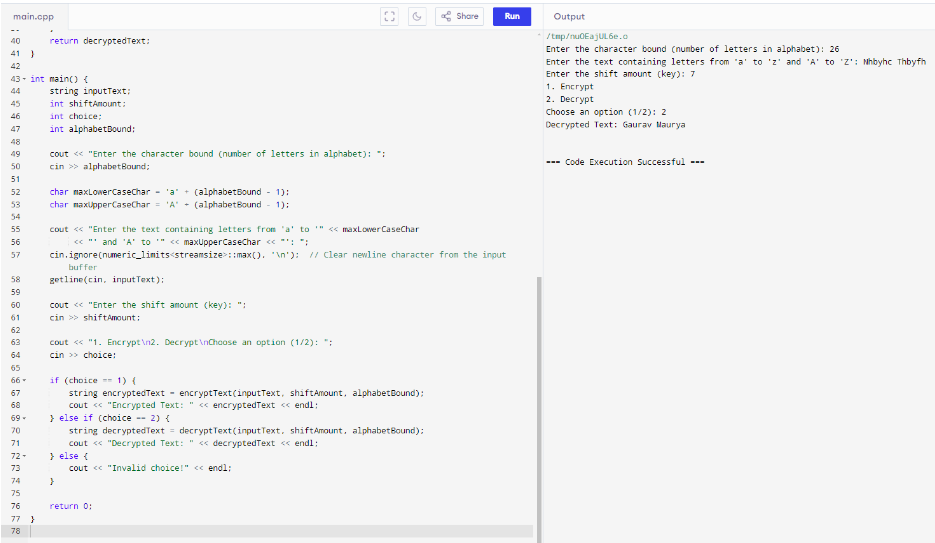 main.cpp
Share
Run
Output
40 return decryptedText;
41 }
42
43 int main() {
44 string inputText;
45 int shiftAmount;
46 int choice;
47 int alphabetBound;
48
49 cout << "Enter the character bound (number of letters in alphabet): ";
50 cin >> alphabetBound;
51
52 char maxLowerCaseChar = 'a' + (alphabetBound - 1);
53 char maxUpperCaseChar = 'A' + (alphabetBound - 1);
54
55 cout << "Enter the text containing letters from 'a' to '" << maxLowerCaseChar
56 << "' and 'A' to '" << maxUpperCaseChar << "': ";
57 cin.ignore(numeric_limits<streamsize>::max(), '\n'); // Clear newline character from the input
buffer
58 getline(cin, inputText);
59
60 cout << "Enter the shift amount (key): ";
61 cin >> shiftAmount;
62
63 cout << "1. Encrypt\n2. Decrypt\nChoose an option (1/2): ";
64 cin >> choice;
65
66 if (choice == 1) {
67 string encryptedText = encryptText(inputText, shiftAmount, alphabetBound);
68 cout << "Encrypted Text: " << encryptedText << endl;
69 } else if (choice == 2) {
70 string decryptedText = decryptText(inputText, shiftAmount, alphabetBound);
71 cout << "Decrypted Text: " << decryptedText << endl;
72 } else {
73 cout << "Invalid choice!" << endl;
74 }
75
76 return 0;
77 }
78
/tmp/nuOEajUL6e.o
Enter the character bound (number of letters in alphabet): 26
Enter the text containing letters from 'a' to 'z' and 'A' to 'Z': Nhbyhc Thbyfh
Enter the shift amount (key): 7
1. Encrypt
2. Decrypt
Choose an option (1/2): 2
Decrypted Text: Gaurav Maurya
=== Code Execution Successful ===